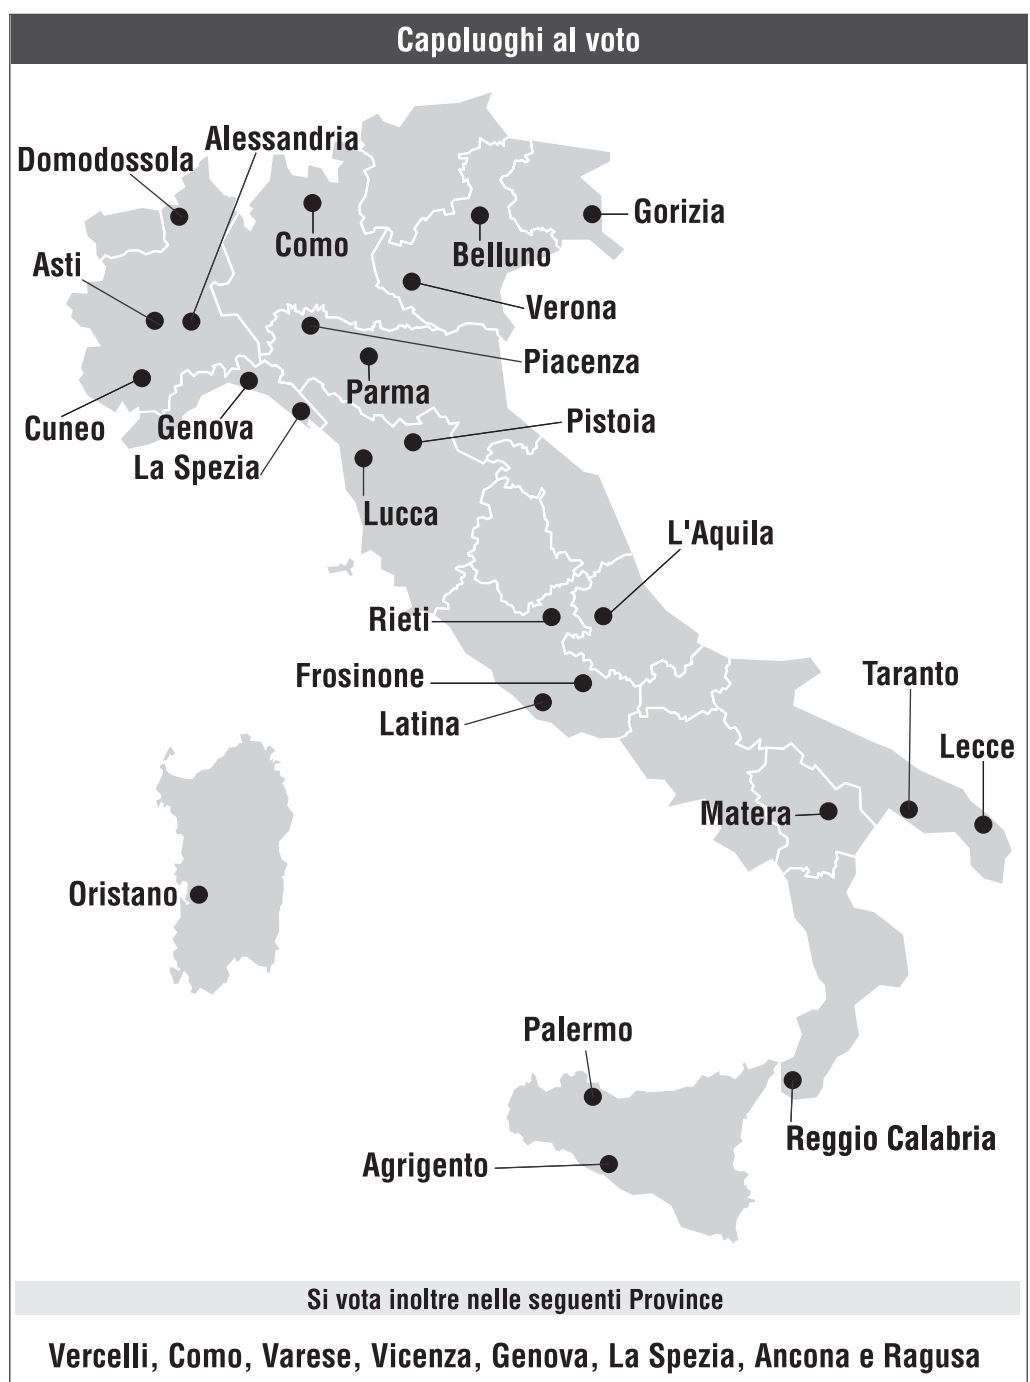 Capoluoghi al voto
Alessandria
Domodossola
Gorizia
Como
Belluno
Asti
Verona
Piacenza
Parma
Pistoia
Cuneo
Genova
La Spezia
Lucca
L'Aquila
Rieti
Frosinone
Taranto
Latina
Lecce
Matera
Oristano
Palermo
Reggio Calabria
Agrigento
Si vota inoltre nelle seguenti Province
Vercelli, Como, Varese, Vicenza, Genova, La Spezia, Ancona e Ragusa